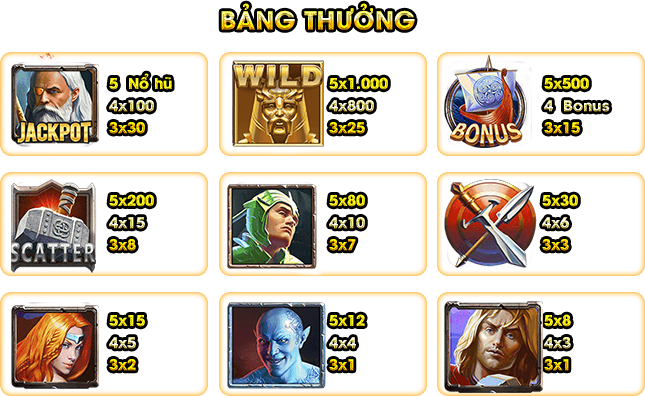 BẢNG THƯỞNG
JACKPOT
5 Nổ hũ
4x100
3x30
WILD
5x1.000
4x800
3x25
BONUS
5x500
4 Bonus
3x15
SCATTER
5x200
4x15
3x8
5x80
4x10
3x7
5x30
4x6
3x3
5x15
4x5
3x2
5x12
4x4
3x1
5x8
4x3
3x1